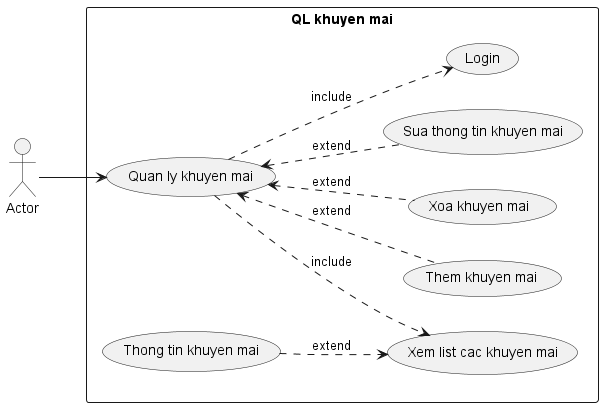 QL khuyen mai
Login
include
Sua thong tin khuyen mai
extend
Quan ly khuyen mai
extend
Xoa khuyen mai
extend
Actor
Them khuyen mai
include
Thong tin khuyen mai
extend
Xem list cac khuyen mai